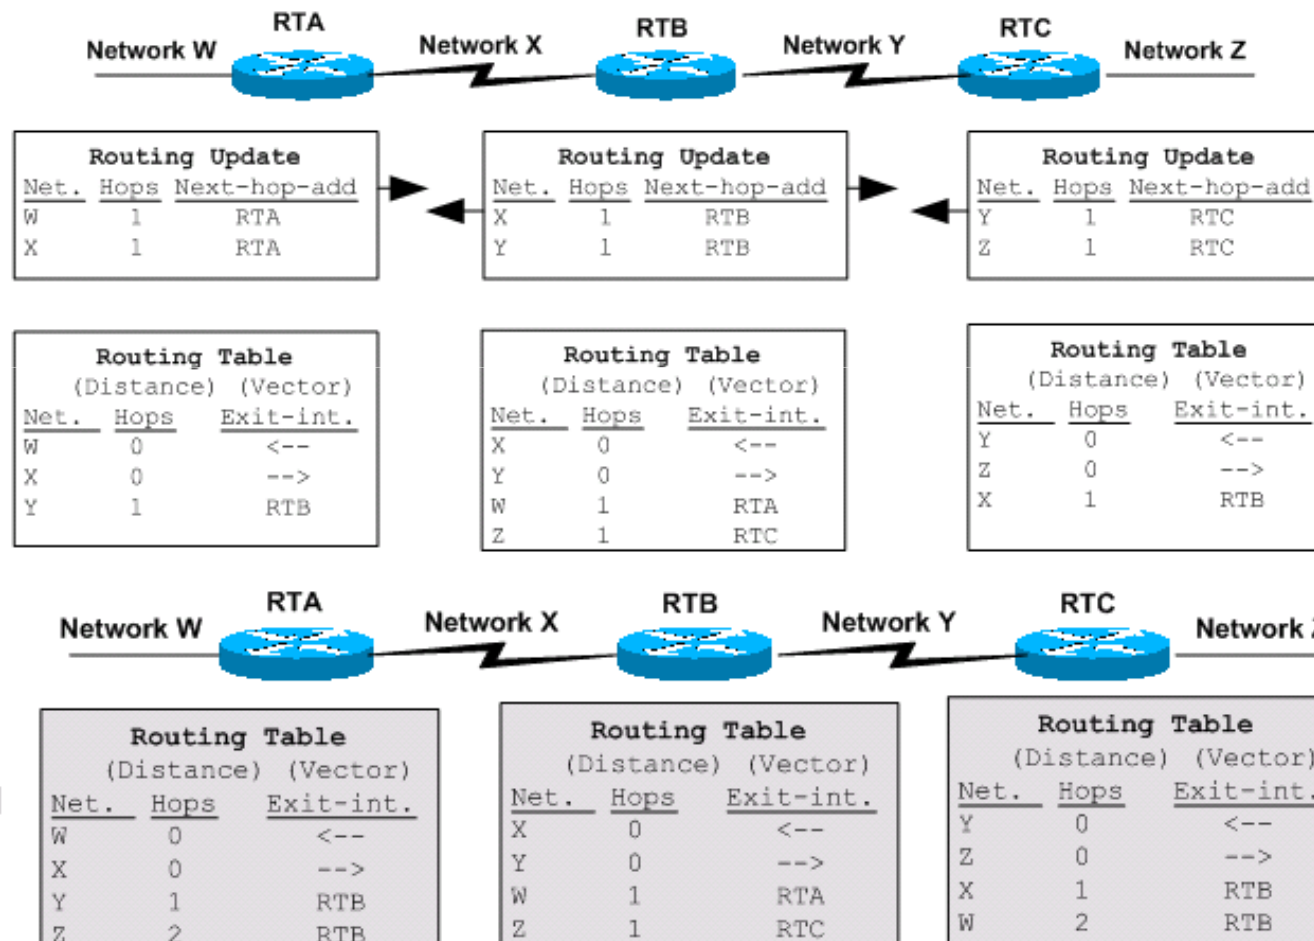 RTA RTB RTC
Network W Network X Network Y Network Z
Routing Update
Net. Hops Next-hop-add
W 1 RTA
X 1 RTA
Routing Update
Net. Hops Next-hop-add
X 1 RTB
Y 1 RTB
Routing Update
Net. Hops Next-hop-add
Y 1 RTC
Z 1 RTC
Routing Table
(Distance) (Vector)
Net. Hops Exit-int.
W 0 <--
X 0 -->
Y 1 RTB
Routing Table
(Distance) (Vector)
Net. Hops Exit-int.
X 0 <--
Y 0 -->
W 1 RTA
Z 1 RTC
Routing Table
(Distance) (Vector)
Net. Hops Exit-int.
Y 0 <--
Z 0 -->
X 1 RTB
RTA RTB RTC
Network W Network X Network Y Network Z
Routing Table
(Distance) (Vector)
Net. Hops Exit-int.
W 0 <--
X 0 -->
Y 1 RTB
Z 2 RTB
Routing Table
(Distance) (Vector)
Net. Hops Exit-int.
X 0 <--
Y 0 -->
W 1 RTA
Z 1 RTC
Routing Table
(Distance) (Vector)
Net. Hops Exit-int.
Y 0 <--
Z 0 -->
X 1 RTB
W 2 RTB